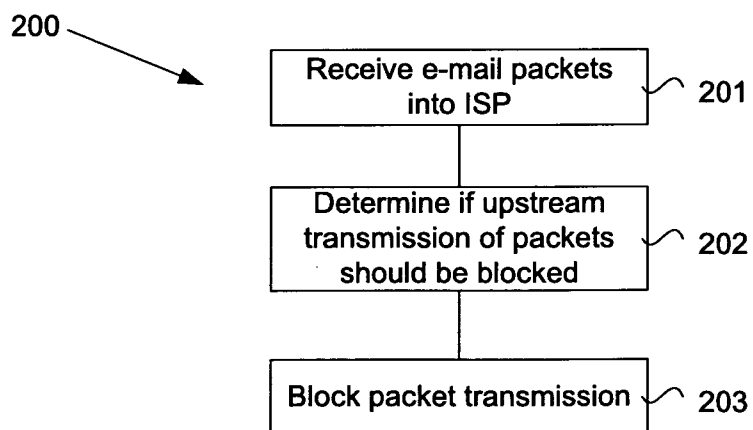 200
Receive e-mail packets
into ISP
201
Determine if upstream
transmission of packets
should be blocked
202
Block packet transmission
203